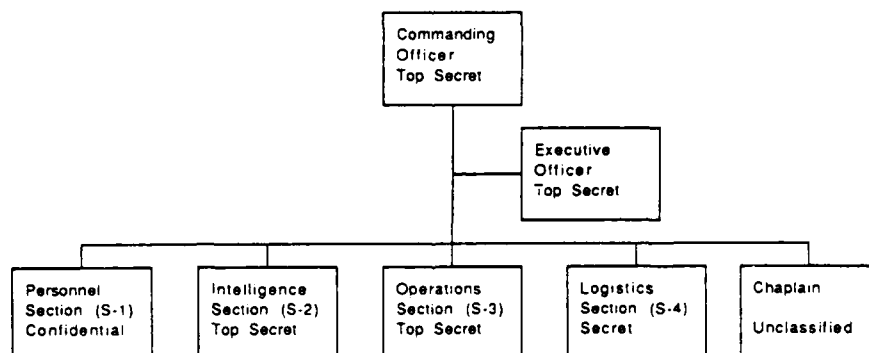 Commanding
Officer
Top Secret
Executive
Officer
Top Secret
Personnel
Section (S-1)
Confidential
Intelligence
Section (S-2)
Top Secret
Operations
Section (S-3)
Top Secret
Logistics
Section (S-4)
Secret
Chaplain
Unclassified